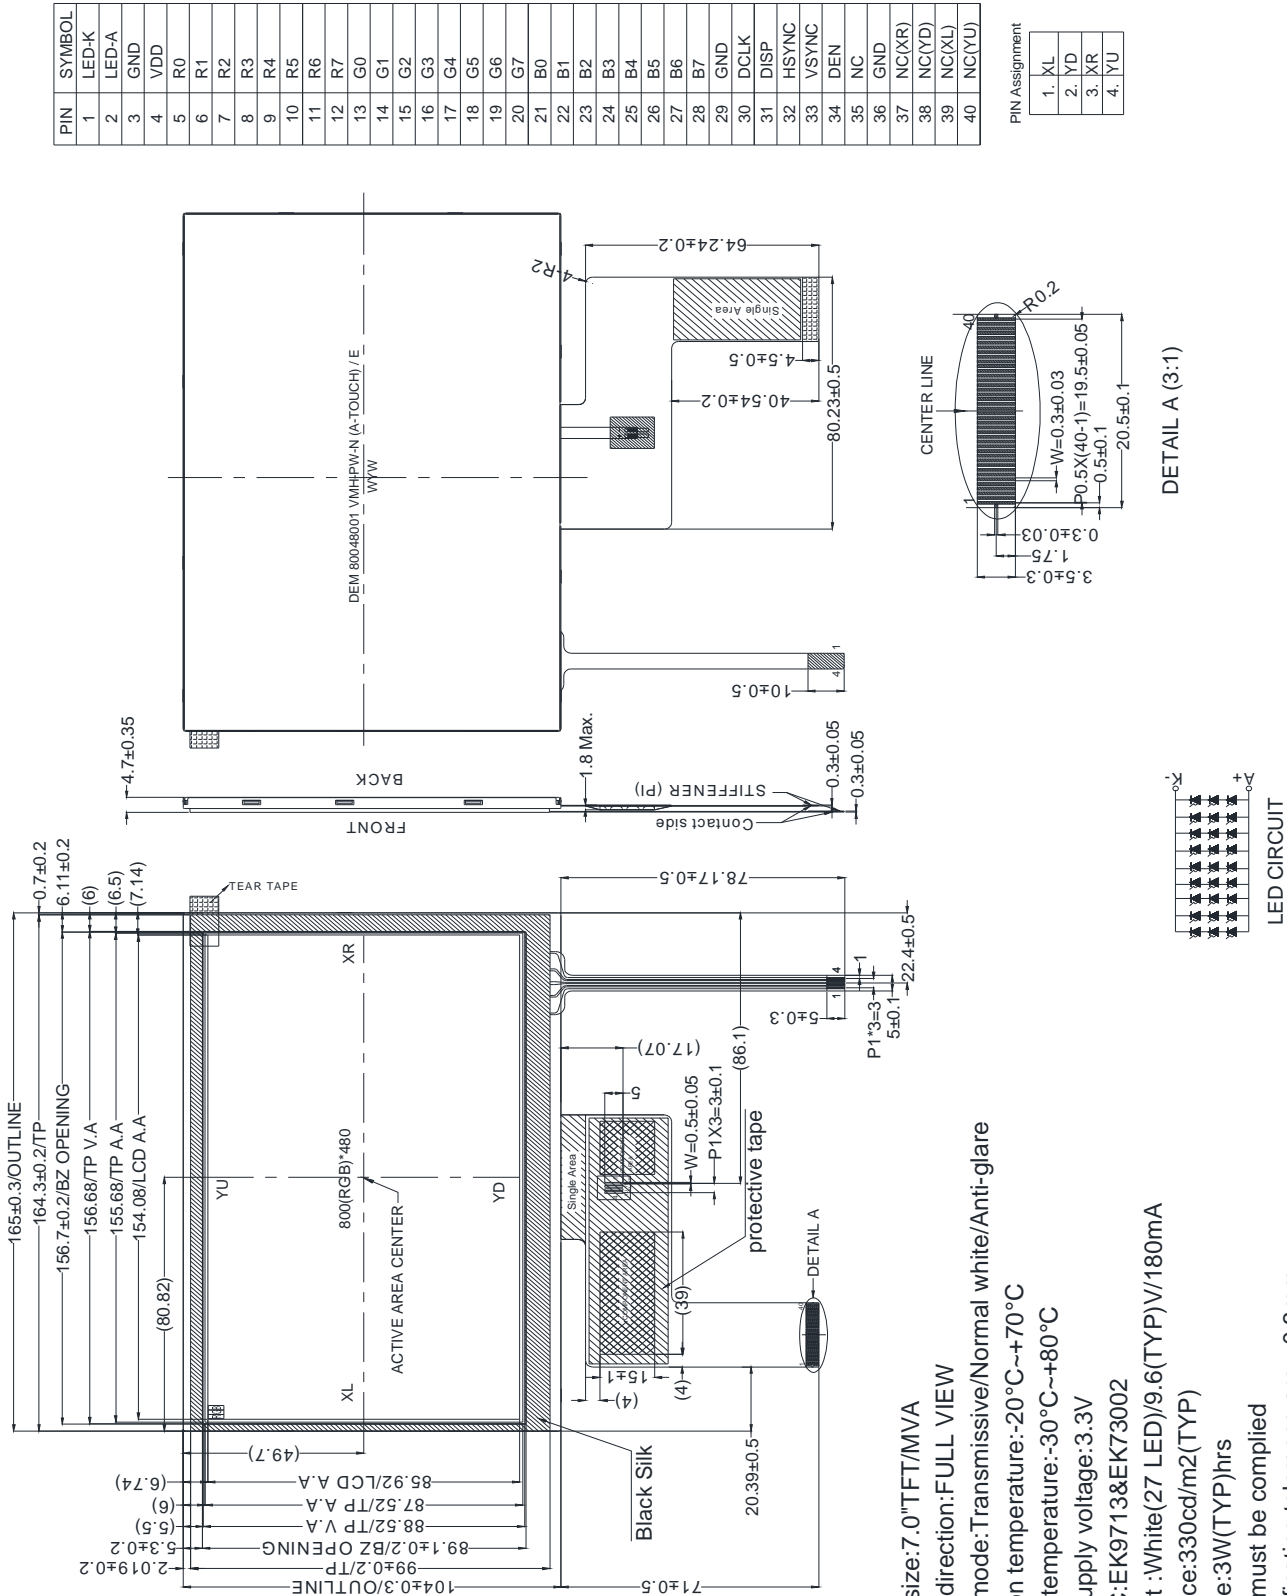 PIN SYMBOL
1 LED-K
2 LED-A
3 GND
4 VDD
5 R0
6 R1
7 R2
8 R3
9 R4
10 R5
11 R6
12 R7
13 G0
14 G1
15 G2
16 G3
17 G4
18 G5
19 G6
20 G7
21 B0
22 B1
23 B2
24 B3
25 B4
26 B5
27 B6
28 B7
29 GND
30 DCLK
31 DISP
32 HSYNC
33 VSYNC
34 DEN
35 NC
36 GND
37 NC(XR)
38 NC(YD)
39 NC(XL)
40 NC(YU)
PIN Assignment
1. XL
2. YD
3. XR
4. YU
165±0.3/OUTLINE
164.3±0.2/TP
156.7±0.2/BZ OPENING
156.68/TP V.A
155.68/TP A.A
154.08/LCD A.A
(80.82)
0.7±0.2
6.11±0.2
(6)
(6.5)
(7.14)
TEAR TAPE
XR
YU
800(RGB)*480
YD
ACTIVE AREA CENTER
XL
104±0.3/OUTLINE
99±0.2/TP
89.1±0.2/BZ OPENING
88.52/TP V.A
87.52/TP A.A
85.92/LCD A.A
(49.7)
2.019±0.2
5.3±0.2
(5.5)
(6)
(6.74)
71±0.5
Black Silk
20.39±0.5
(4)
15±1
(4)
(39)
Single Area
5
(17.07)
(86.1)
W=0.5±0.05
P1X3=3±0.1
protective tape
DETAIL A
78.17±0.5
5±0.3
1 4
1
P1*3=3
5±0.1
22.4±0.5
4.7±0.35
BACK
FRONT
1.8 Max.
STIFFENER (PI)
Contact side
0.3±0.05
0.3±0.05
DEM 80048001 VMH-PW-N (A-TOUCH) / E
WYW
10±0.5
4 1
4-R2
64.24±0.2
Single Area
4.5±0.5
40.54±0.2
80.23±0.5
CENTER LINE
1 40
R0.2
W=0.3±0.03
P0.5X(40-1)=19.5±0.05
0.5±0.1
20.5±0.1
0.3±0.03
1.75
3.5±0.3
DETAIL A (3:1)
K-
A+
LED CIRCUIT
size:7.0"TFT/MVA
direction:FULL VIEW
mode:Transmissive/Normal white/Anti-glare
n temperature:-20°C~+70°C
temperature:-30°C~+80°C
upply voltage:3.3V
:EK9713&EK73002
t :White(27 LED)/9.6(TYP)V/180mA
ce:330cd/m2(TYP)
e:3W(TYP)hrs
must be complied